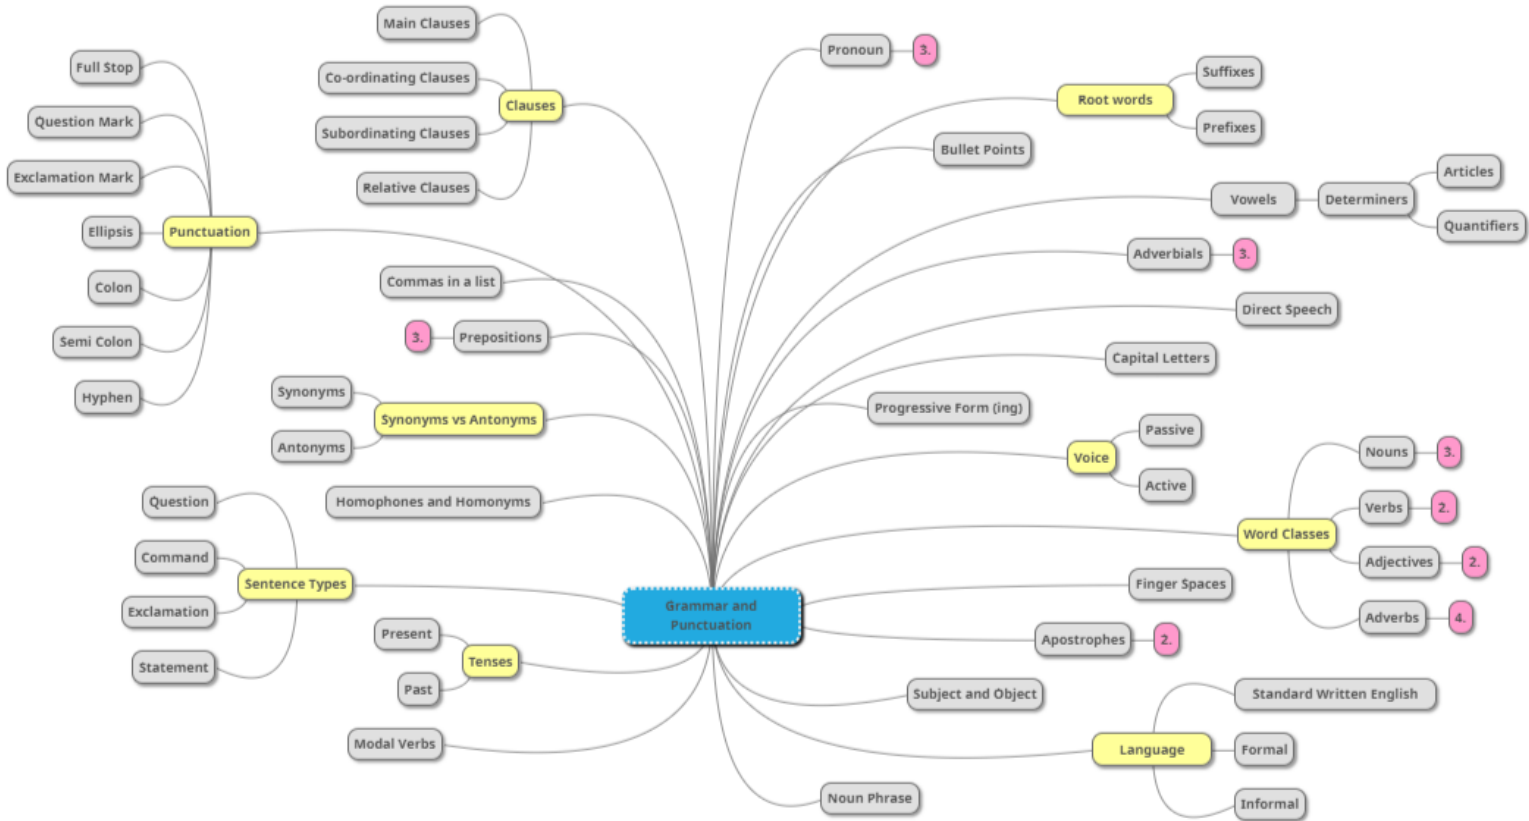 Main Clauses
Co-ordinating Clauses
Subordinating Clauses
Relative Clauses
Clauses
Full Stop
Question Mark
Exclamation Mark
Ellipsis
Colon
Semi Colon
Hyphen
Punctuation
Commas in a list
3.
Prepositions
Synonyms
Antonyms
Synonyms vs Antonyms
Homophones and Homonyms
Question
Command
Exclamation
Statement
Sentence Types
Present
Past
Tenses
Modal Verbs
Grammar and
Punctuation
Pronoun
3.
Root words
Suffixes
Prefixes
Bullet Points
Vowels
Determiners
Articles
Quantifiers
Adverbials
3.
Direct Speech
Capital Letters
Progressive Form (ing)
Voice
Passive
Active
Word Classes
Nouns
3.
Verbs
2.
Adjectives
2.
Adverbs
4.
Finger Spaces
Apostrophes
2.
Subject and Object
Language
Standard Written English
Formal
Informal
Noun Phrase